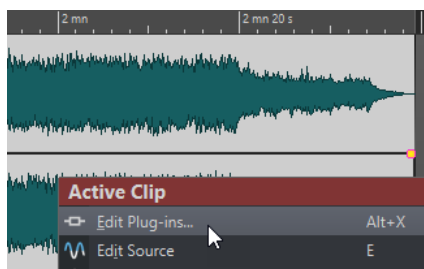 2 mn
2 mn 20 s
Active Clip
Edit Plug-ins...
Alt+X
Edit Source
E